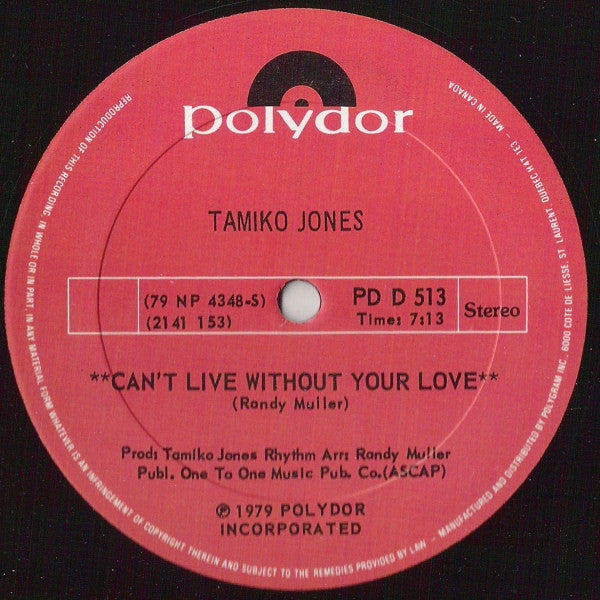 polydor
TAMIKO JONES
(79 NP 4348-S)
(2141 153)
PD D 513
Time: 7:13
Stereo
**CAN'T LIVE WITHOUT YOUR LOVE**
(Randy Muller)
Prod: Tamiko Jones Rhythm Arr: Randy Muller
Publ. One To One Music Pub. Co.(ASCAP)
℗ 1979 POLYDOR
INCORPORATED
REPRODUCTION OF THIS RECORDING, IN WHOLE OR IN PART, IN ANY MATERIAL FORM WHATEVER IS AN INFRINGEMENT OF COPYRIGHT THEREIN AND SUBJECT TO THE REMEDIES PROVIDED BY LAW - MANUFACTURED AND DISTRIBUTED BY POLYGRAM INC. 6000 COTE DE LIESSE, ST. LAURENT, QUEBEC H4T 1E3 - MADE IN CANADA